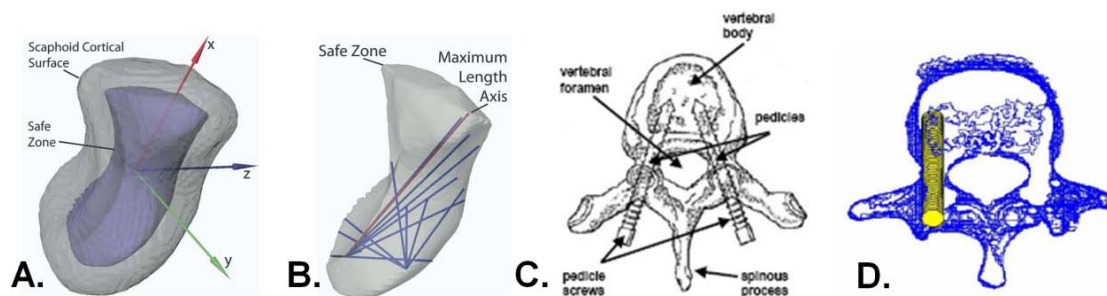 Scaphoid Cortical
Surface
x
Safe
Zone
z
y
A.
Safe Zone
Maximum
Length
Axis
B.
vertebral
body
vertebral
foramen
pedicles
pedicle
screws
spinous
process
C.
D.